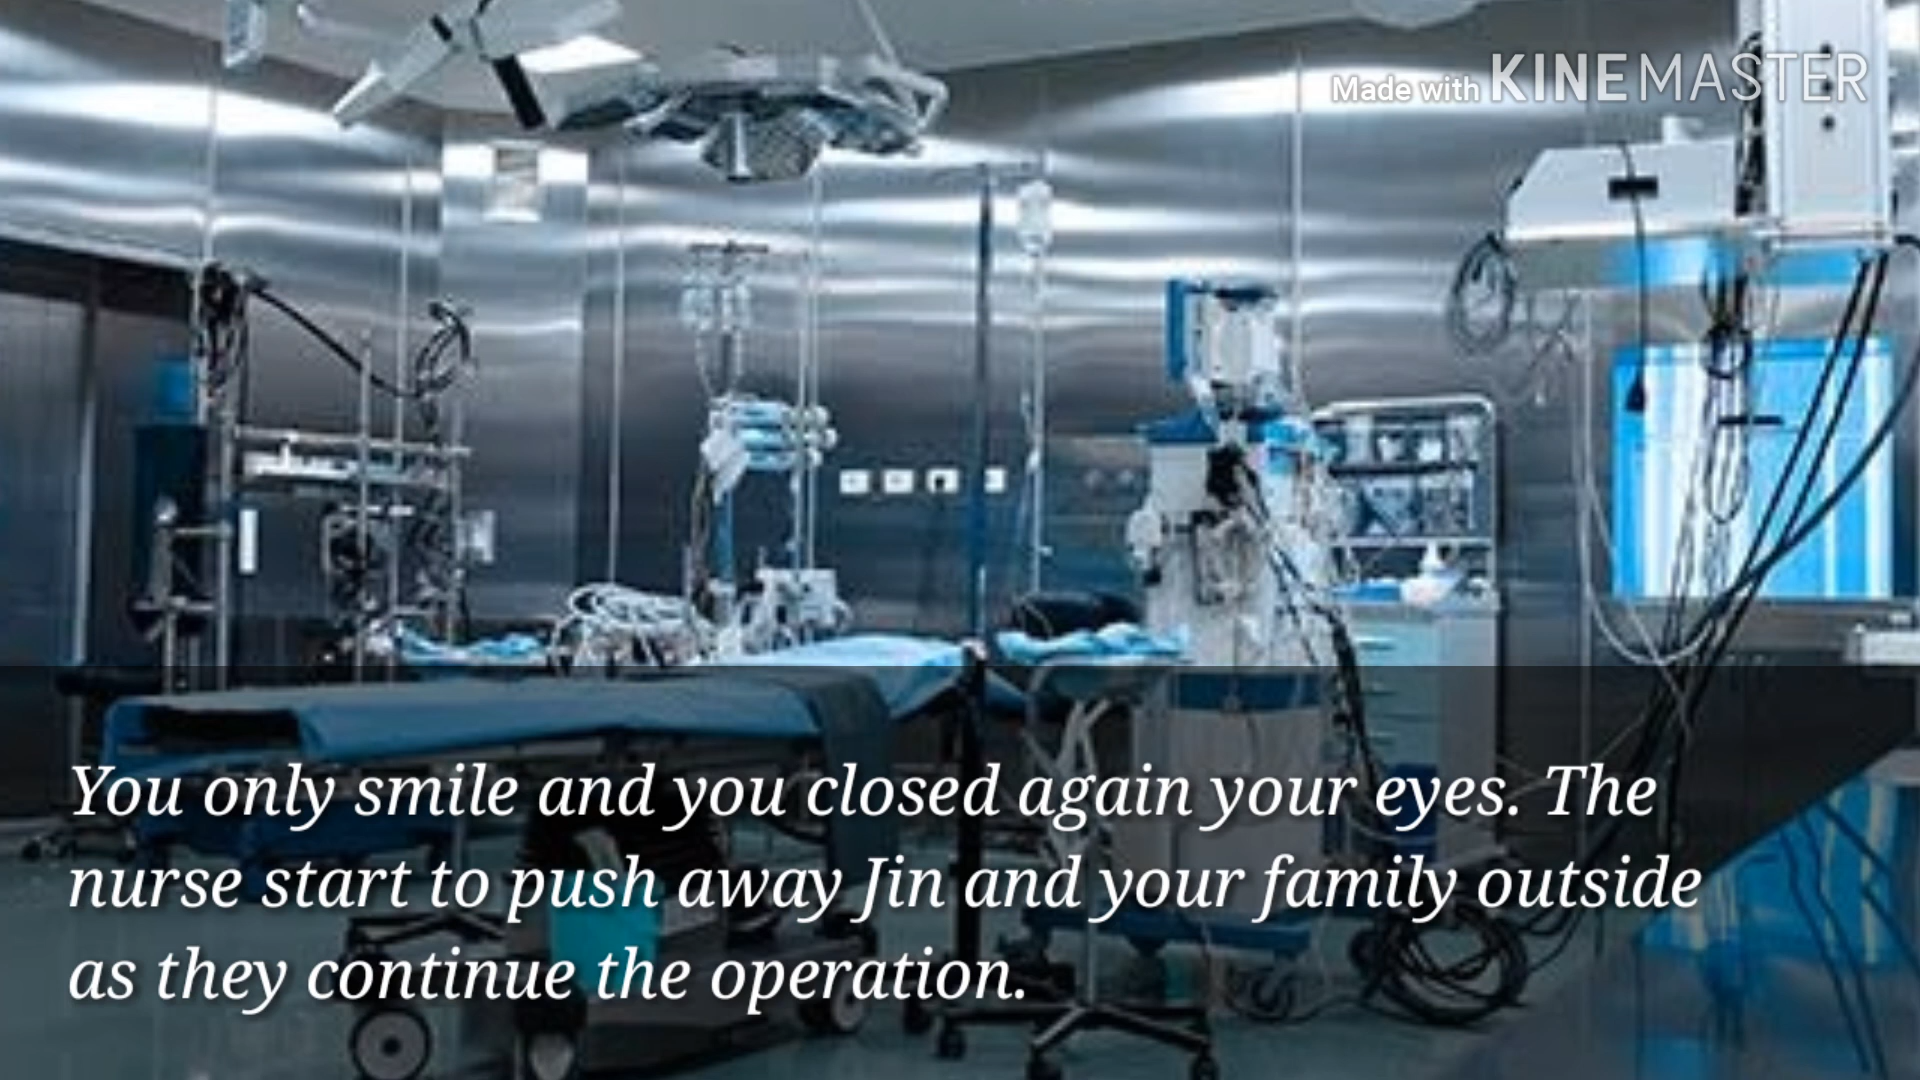 Made with KINEMASTER
You only smile and you closed again your eyes. The
nurse start to push away Jin and your family outside
as they continue the operation.